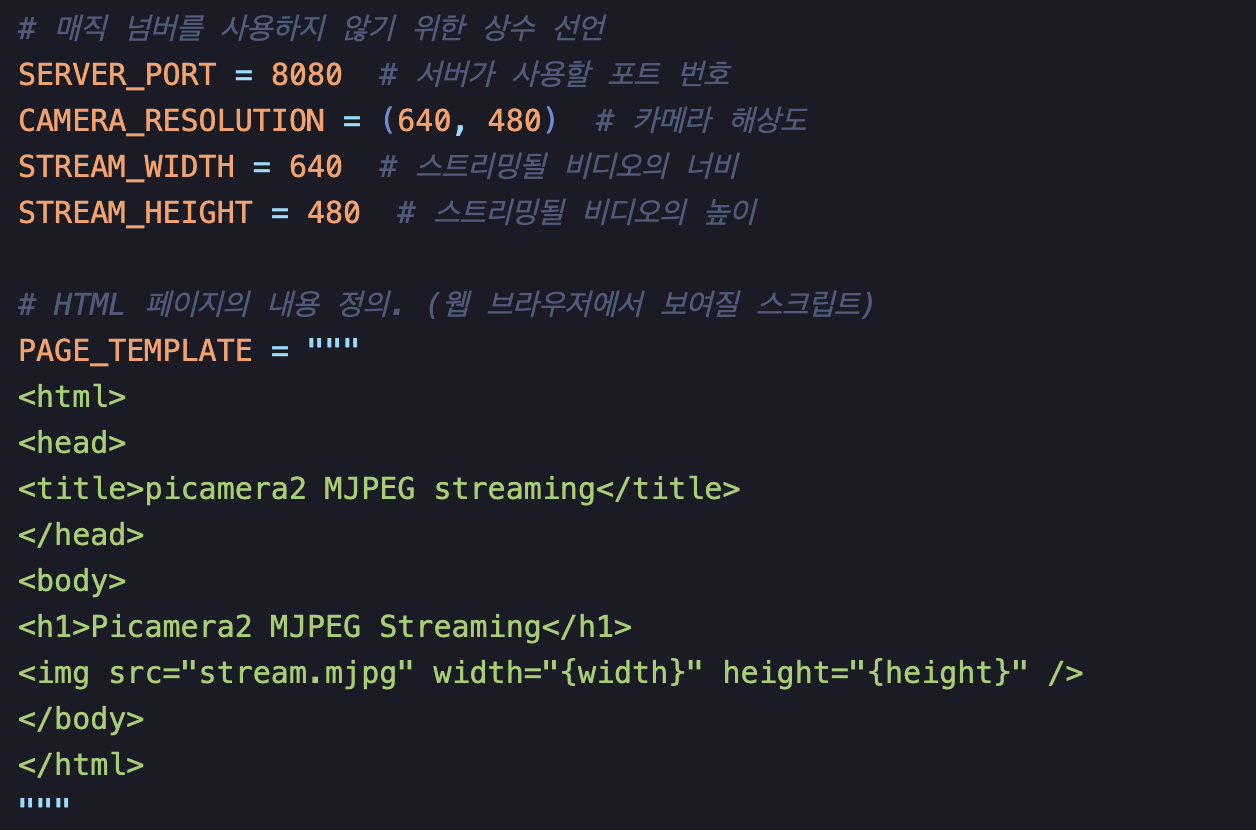 # 매직 넘버를 사용하지 않기 위한 상수 선언
SERVER_PORT = 8080  # 서버가 사용할 포트 번호
CAMERA_RESOLUTION = (640, 480)  # 카메라 해상도
STREAM_WIDTH = 640  # 스트리밍될 비디오의 너비
STREAM_HEIGHT = 480  # 스트리밍될 비디오의 높이
# HTML 페이지의 내용 정의. (웹 브라우저에서 보여질 스크립트)
PAGE_TEMPLATE = """
<html>
<head>
<title>picamera2 MJPEG streaming</title>
</head>
<body>
<h1>Picamera2 MJPEG Streaming</h1>
<img src="stream.mjpg" width="{width}" height="{height}" />
</body>
</html>
"""